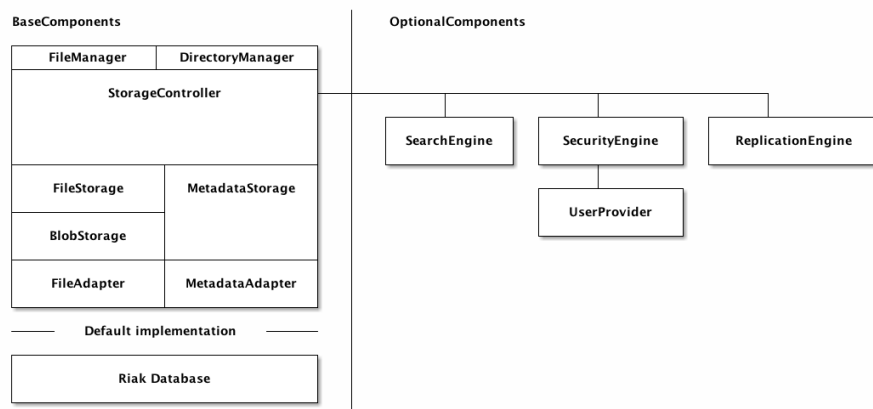 BaseComponents
OptionalComponents
FileManager
DirectoryManager
StorageController
SearchEngine
SecurityEngine
ReplicationEngine
FileStorage
MetadataStorage
UserProvider
BlobStorage
FileAdapter
MetadataAdapter
Default implementation
Riak Database